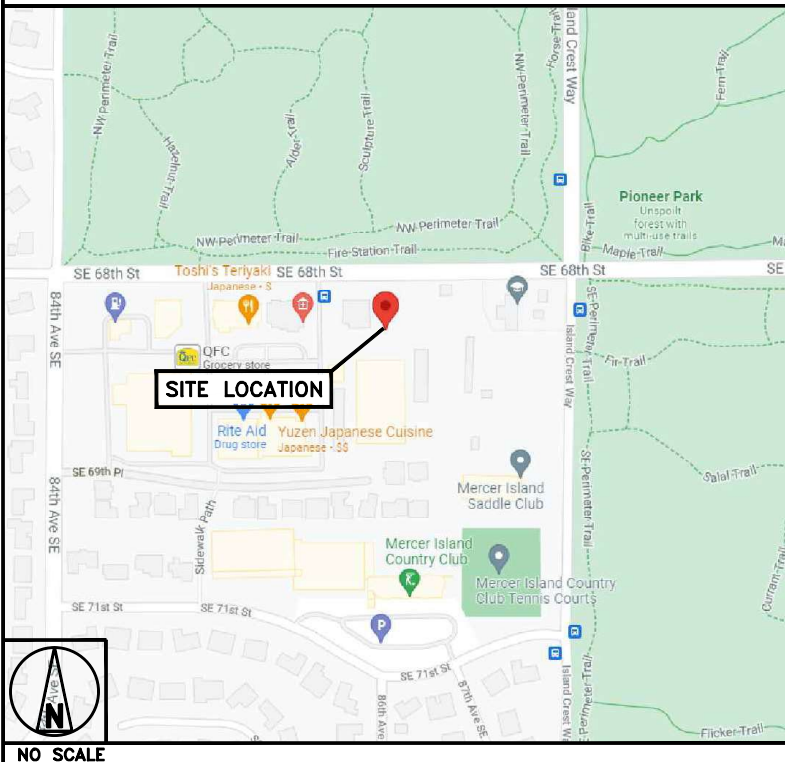 land Crest Way
Horse-Trail
NW-Perimeter-Trail
Hazelnut-Trail
Alder-Trail
Sculpture-Trail
NW-Perimeter-Trail
Fern-Trail
Pioneer Park
Unspoilt
forest with
multi-use trails
Bike-Trail
Maple-Trail
NW-Perimeter Trail
NW-Perimeter Trail
Fire-Station Trail
SE 68th St
Toshi's Teriyaki
Japanese · $
SE 68th St
SE 68th St
SE
84th Ave SE
QFC
QFC
Grocery store
SITE LOCATION
Rite Aid
Drug store
Yuzen Japanese Cuisine
Japanese · $$
SE-Perimeter-Trail
Island Crest Way
Fir-Trail
SE 69th Pl
84th Ave SE
Sidewalk Path
Mercer Island
Saddle Club
SE-Perimeter-Trail
Salal-Trail
Mercer Island
Country Club
Mercer Island Country
Club Tennis Courts
Curram-Trail
SE 71st St
SE 71st St
P
SE 71st St
86th Ave
87th Ave SE
Island Crest W
E-Perimeter-Trail
Flicker-Trail
Ave SE
N
NO SCALE